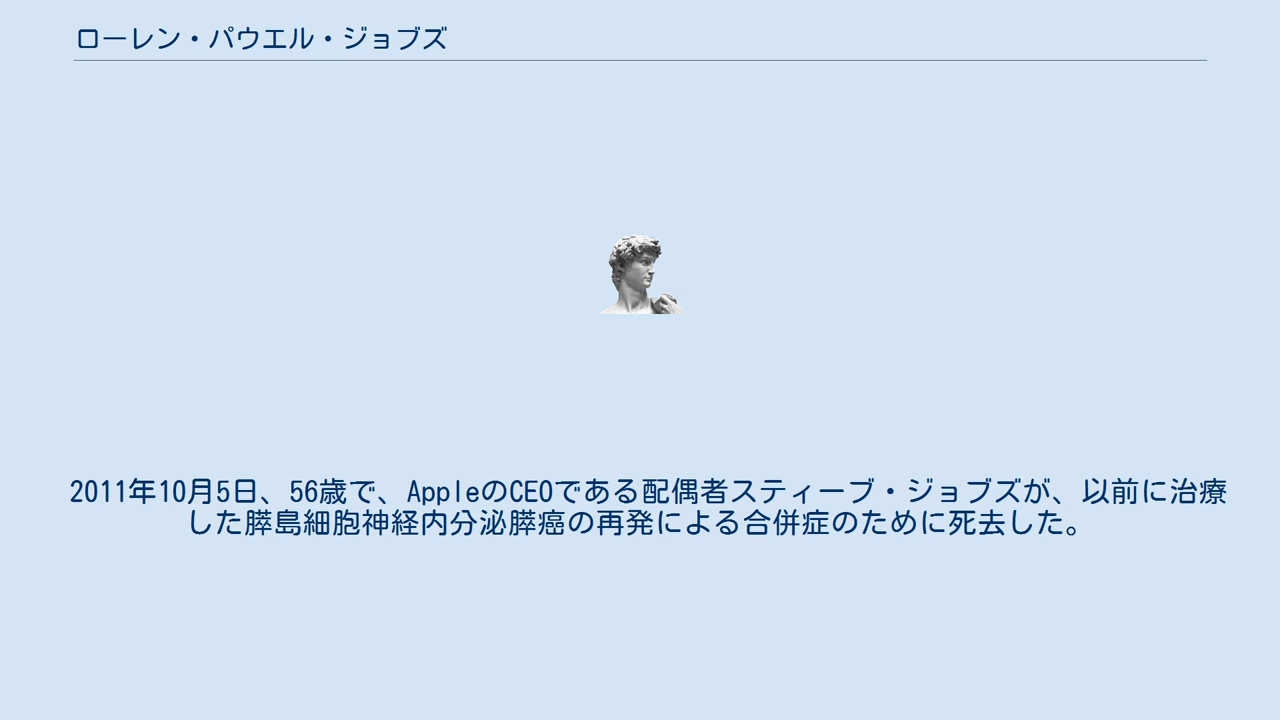 ローレン・パウエル・ジョブズ
2011年10月5日、56歳で、AppleのCEOである配偶者スティーブ・ジョブズが、以前に治療
した膵島細胞神経内分泌膵癌の再発による合併症のために死去した。